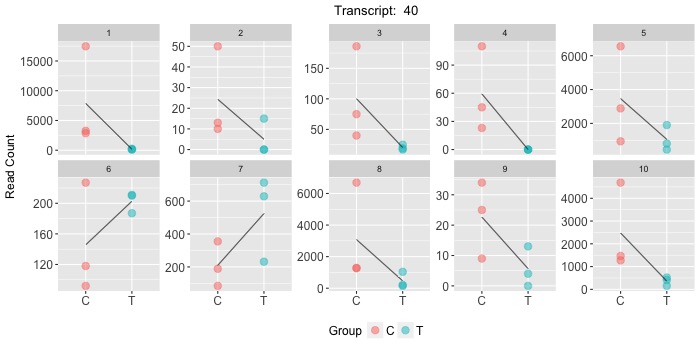 Transcript: 40
1 2 3 4 5
15000 10000 5000 0
50 40 30 20 10 0
150 100 50
90 60 30 0
6000 4000 2000
Read Count
6 7 8 9 10
200 160 120
600 400 200
6000 4000 2000 0
30 20 10 0
4000 3000 2000 1000 0
C T C T C T C T C T
Group C T